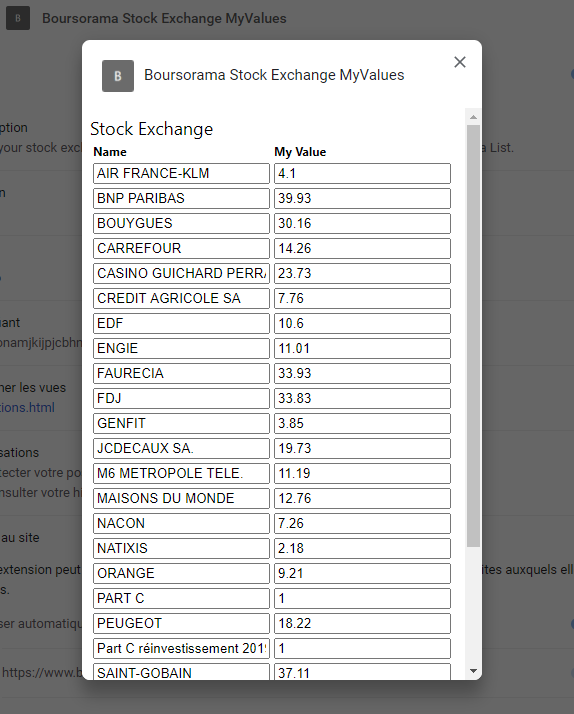 B Boursorama Stock Exchange MyValues
B Boursorama Stock Exchange MyValues
Stock Exchange
Name My Value
AIR FRANCE-KLM 4.1
BNP PARIBAS 39.93
BOUYGUES 30.16
CARREFOUR 14.26
CASINO GUICHARD PERRA 23.73
CREDIT AGRICOLE SA 7.76
EDF 10.6
ENGIE 11.01
FAURECIA 33.93
FDJ 33.83
GENFIT 3.85
JCDECAUX SA. 19.73
M6 METROPOLE TELE. 11.19
MAISONS DU MONDE 12.76
NACON 7.26
NATIXIS 2.18
ORANGE 9.21
PART C 1
PEUGEOT 18.22
Part C réinvestissement 201 1
SAINT-GOBAIN 37.11
ption
your stock exc
a List.
n
ant
onamjkijpjcbhn
her les vues
tions.html
sations
tecter votre po
nsulter votre hi
au site
extension peut
ites auxquels ell
s.
ser automatiqu
https://www.b